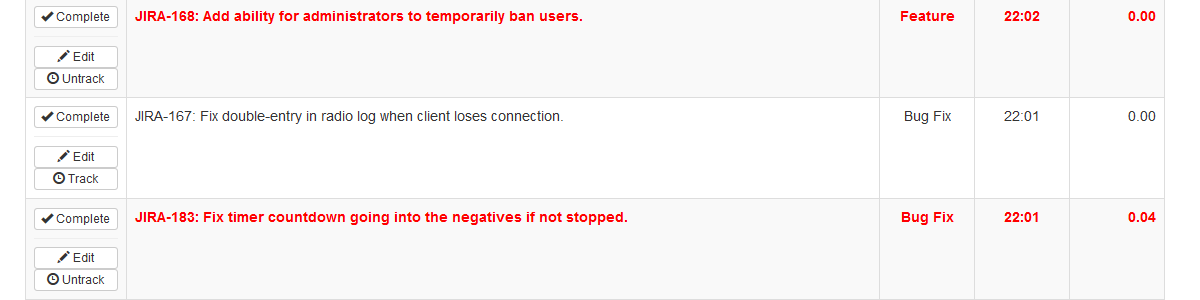 Complete JIRA-168: Add ability for administrators to temporarily ban users. Feature 22:02 0.00
Edit
Untrack
Complete JIRA-167: Fix double-entry in radio log when client loses connection. Bug Fix 22:01 0.00
Edit
Track
Complete JIRA-183: Fix timer countdown going into the negatives if not stopped. Bug Fix 22:01 0.04
Edit
Untrack